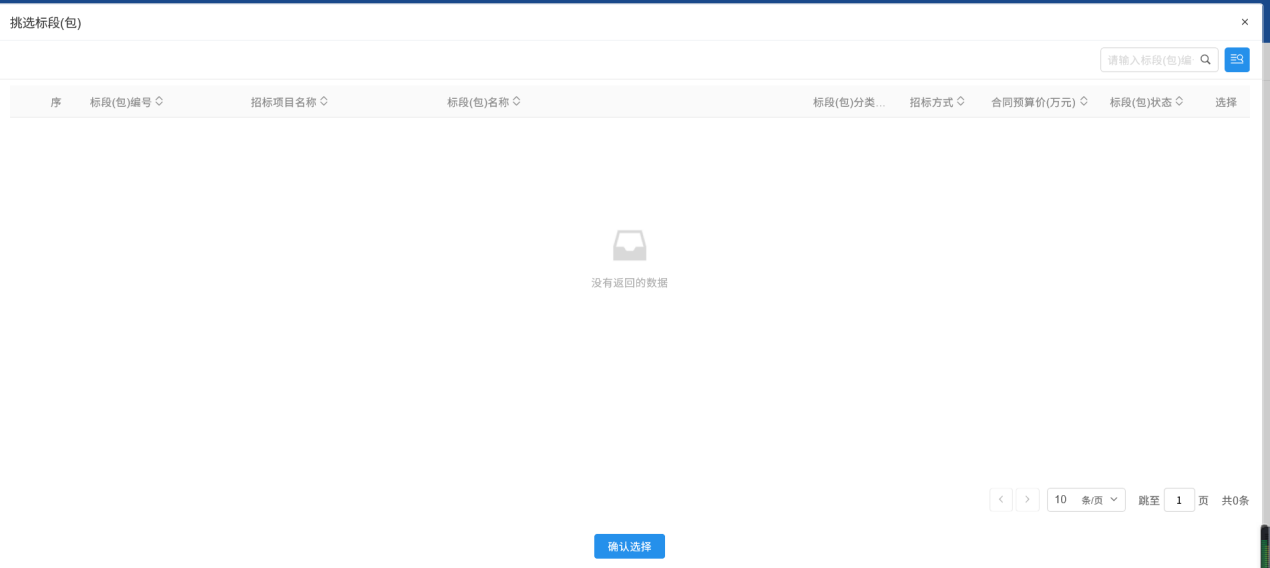 挑选标段(包)
×
请输入标段(包)编
序 标段(包)编号 招标项目名称 标段(包)名称 标段(包)分类... 招标方式 合同预算价(万元) 标段(包)状态 选择
没有返回的数据
10 条/页 跳至 1 页 共0条
确认选择